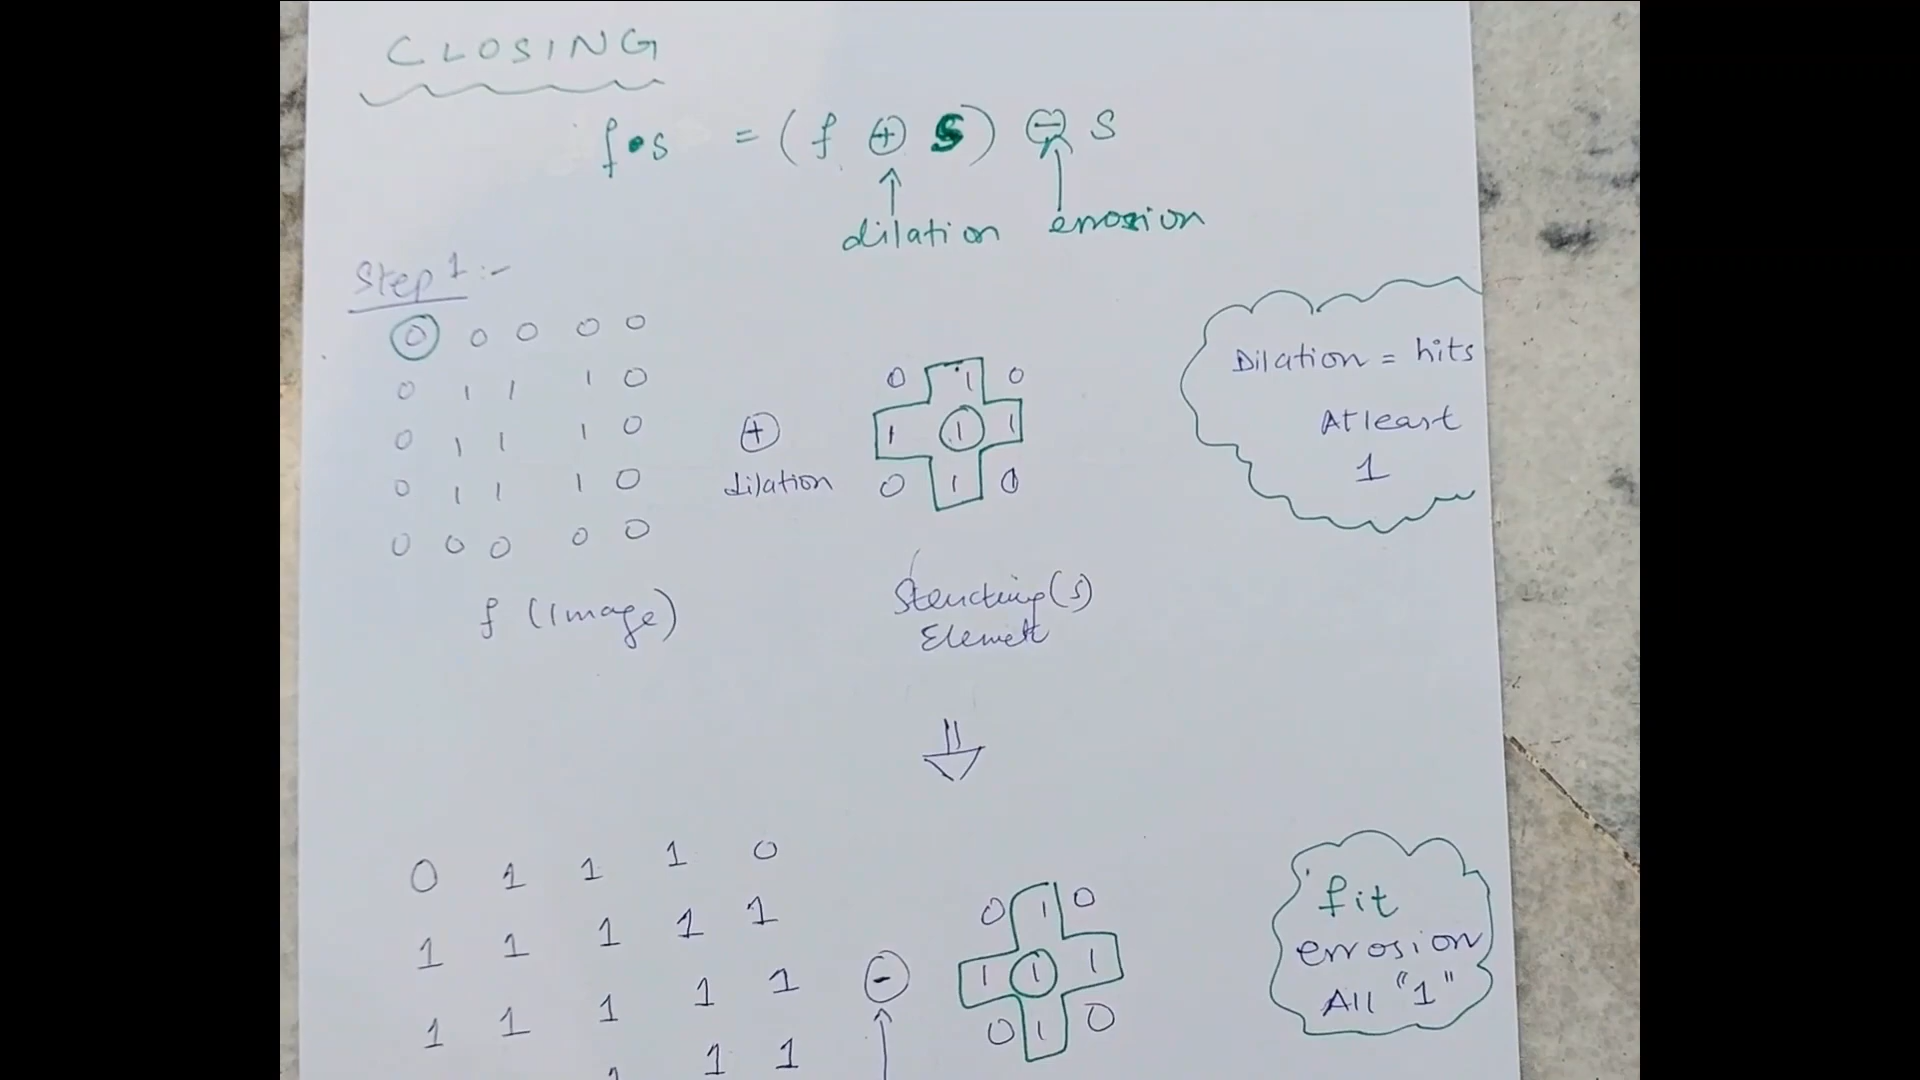 CLOSING
f•s = (f ⊕ s) ⊖ s
dilation errosion
Step 1 :-
0 0 0 0 0
0 1 1 1 0
0 1 1 1 0
0 1 1 1 0
0 0 0 0 0
f (Image)
⊕
dilation
0 1 0
1 1 1
0 1 0
Structuing(s)
Element
Dilation = hits
Atleast
1
0 1 1 1 0
1 1 1 1 1
1 1 1 1 1
1 1 1
⊖
0 1 0
1 1 1
0 1 0
fit
errosion
All "1"